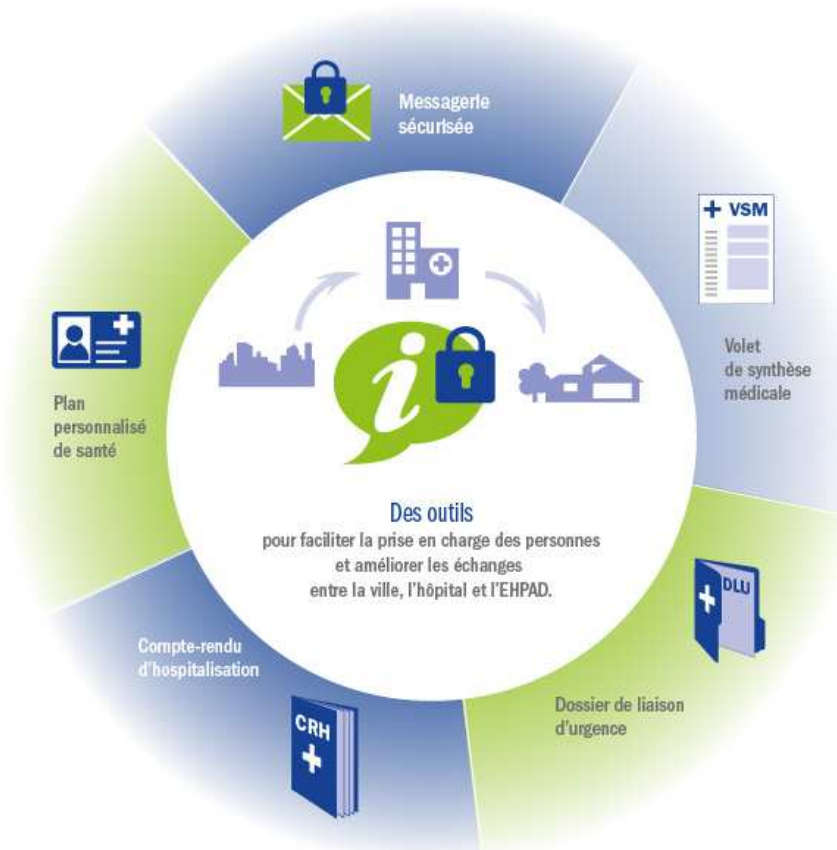 Messagerie
sécurisée
+ VSM
Volet
de synthèse
médicale
DLU
Dossier de liaison
d'urgence
CRH
Compte-rendu
d'hospitalisation
Plan
personnalisé
de santé
i
Des outils
pour faciliter la prise en charge des personnes
et améliorer les échanges
entre la ville, l'hôpital et l'EHPAD.